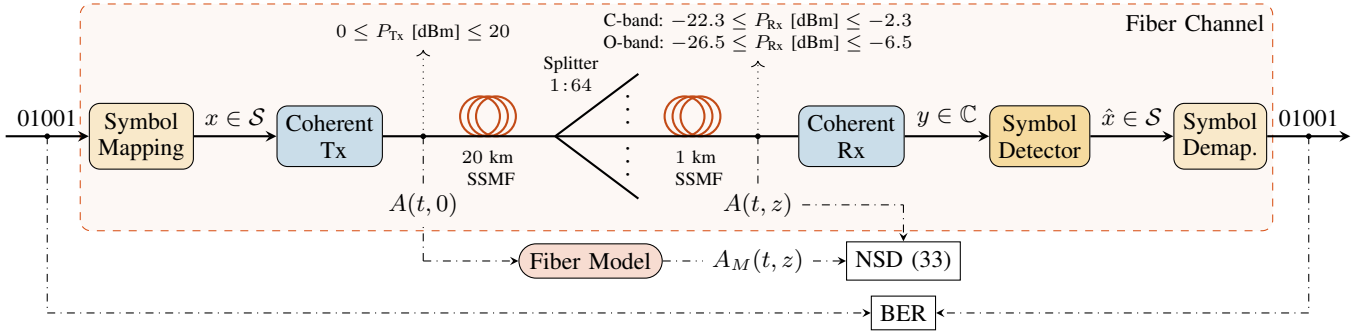 Fiber Channel
0 ≤ P_Tx [dBm] ≤ 20
C-band: −22.3 ≤ P_Rx [dBm] ≤ −2.3
O-band: −26.5 ≤ P_Rx [dBm] ≤ −6.5
Splitter
1:64
01001
Symbol
Mapping
x ∈ 𝒮
Coherent
Tx
20 km
SSMF
1 km
SSMF
Coherent
Rx
y ∈ ℂ
Symbol
Detector
x̂ ∈ 𝒮
Symbol
Demap.
01001
A(t, 0)
A(t, z)
Fiber Model
A_M(t, z)
NSD (33)
BER